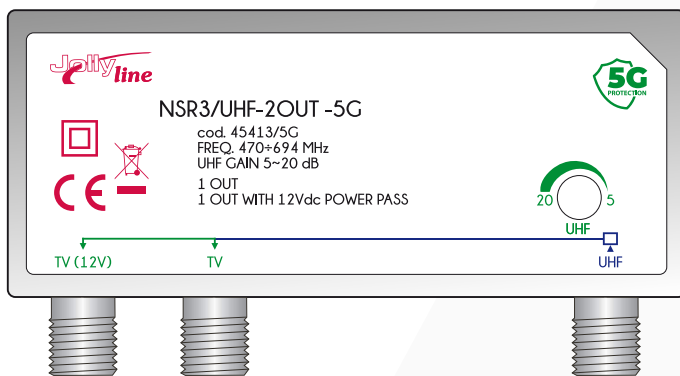 Jolly line
5G
PROTECTION
NSR3/UHF-2OUT -5G
cod. 45413/5G
FREQ. 470÷694 MHz
UHF GAIN 5~20 dB
1 OUT
1 OUT WITH 12Vdc POWER PASS
CE
20 5
UHF
TV (12V) TV UHF